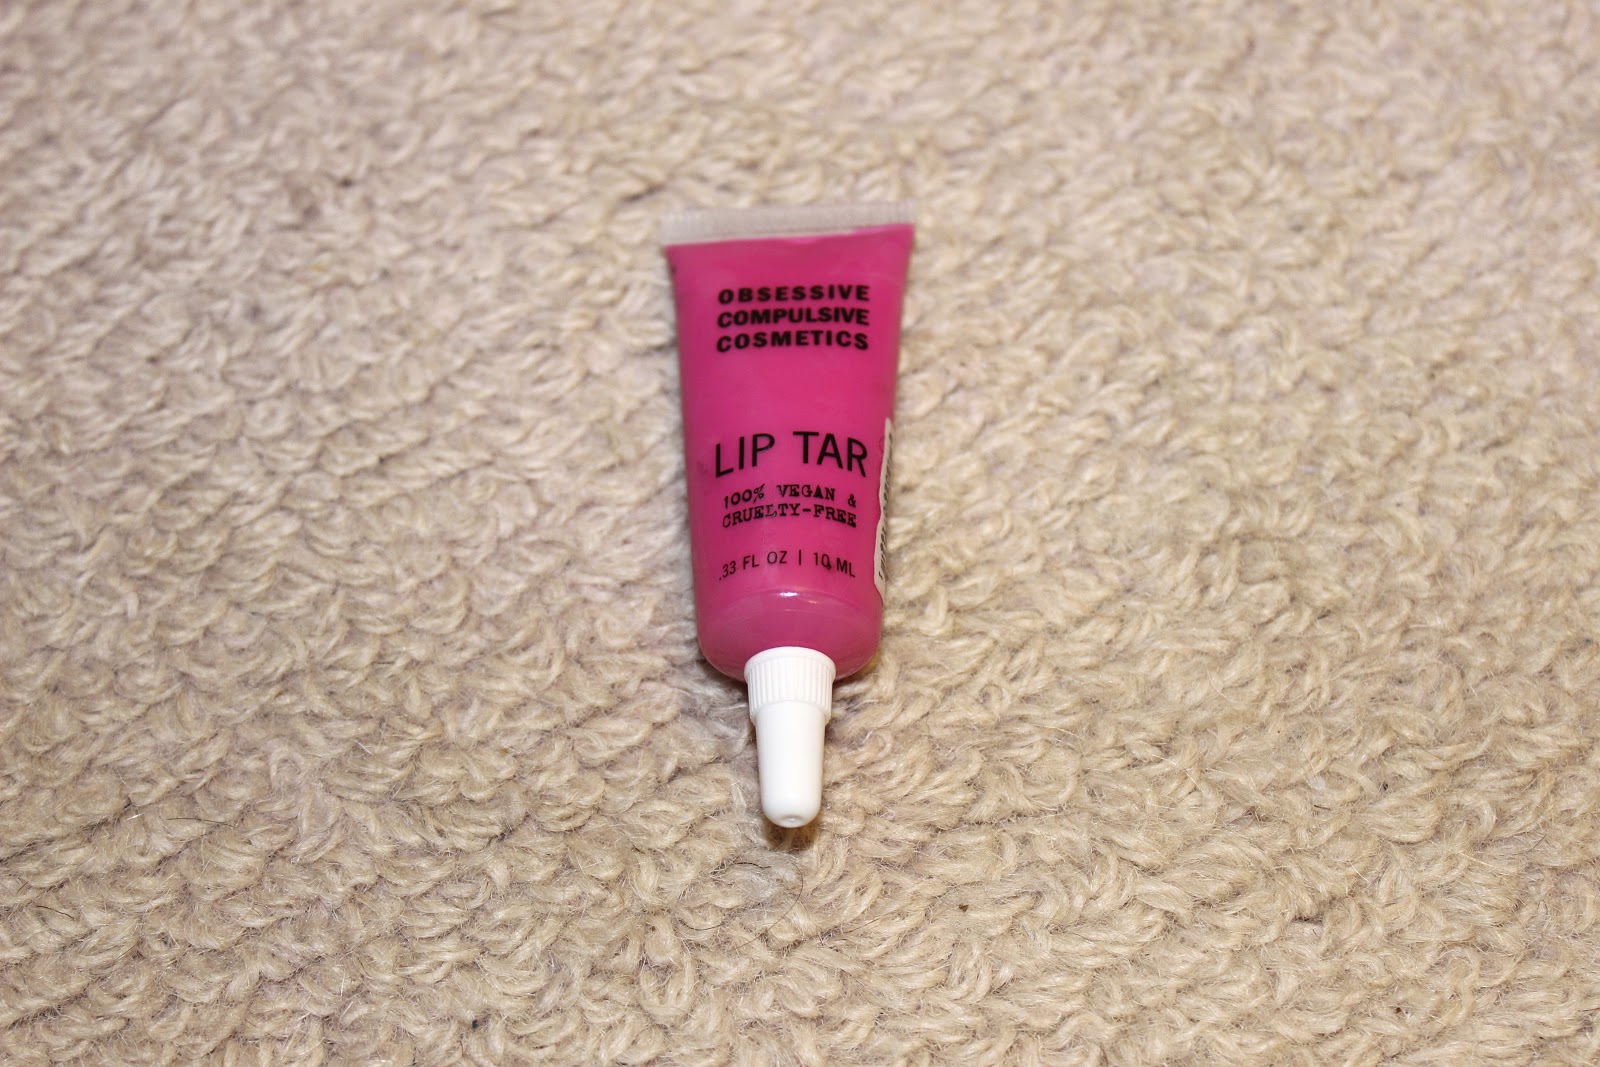 OBSESSIVE
COMPULSIVE
COSMETICS
LIP TAR
100% VEGAN &
CRUELTY-FREE
.33 FL OZ | 10 ML